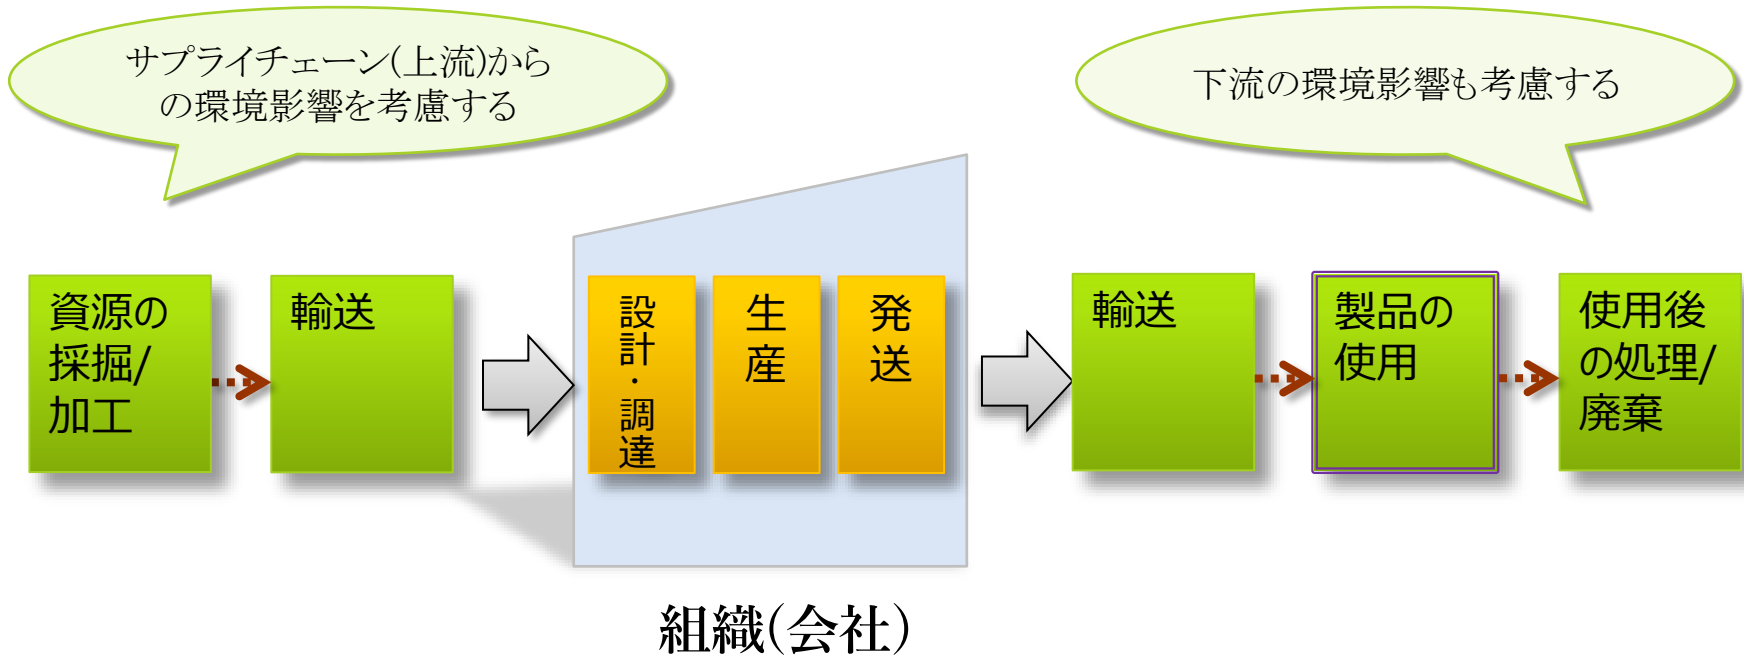 サプライチェーン(上流)から
の環境影響を考慮する
下流の環境影響も考慮する
資源の
採掘/
加工
輸送
設計・調達
生産
発送
輸送
製品の
使用
使用後
の処理/
廃棄
組織(会社)